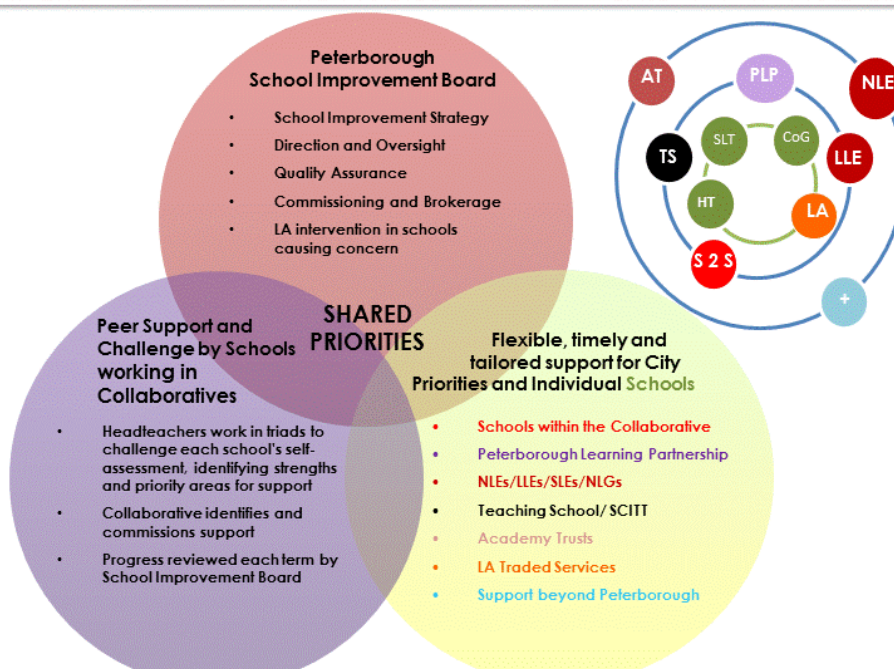 Peterborough
School Improvement Board
• School Improvement Strategy
• Direction and Oversight
• Quality Assurance
• Commissioning and Brokerage
• LA intervention in schools
causing concern
AT
PLP
NLE
TS
SLT
CoG
LLE
HT
LA
S 2 S
+
SHARED
PRIORITIES
Peer Support and
Challenge by Schools
working in
Collaboratives
• Headteachers work in triads to
challenge each school's self-
assessment, identifying strengths
and priority areas for support
• Collaborative identifies and
commissions support
• Progress reviewed each term by
School Improvement Board
Flexible, timely and
tailored support for City
Priorities and Individual Schools
• Schools within the Collaborative
• Peterborough Learning Partnership
• NLEs/LLEs/SLEs/NLGs
• Teaching School/ SCITT
• Academy Trusts
• LA Traded Services
• Support beyond Peterborough